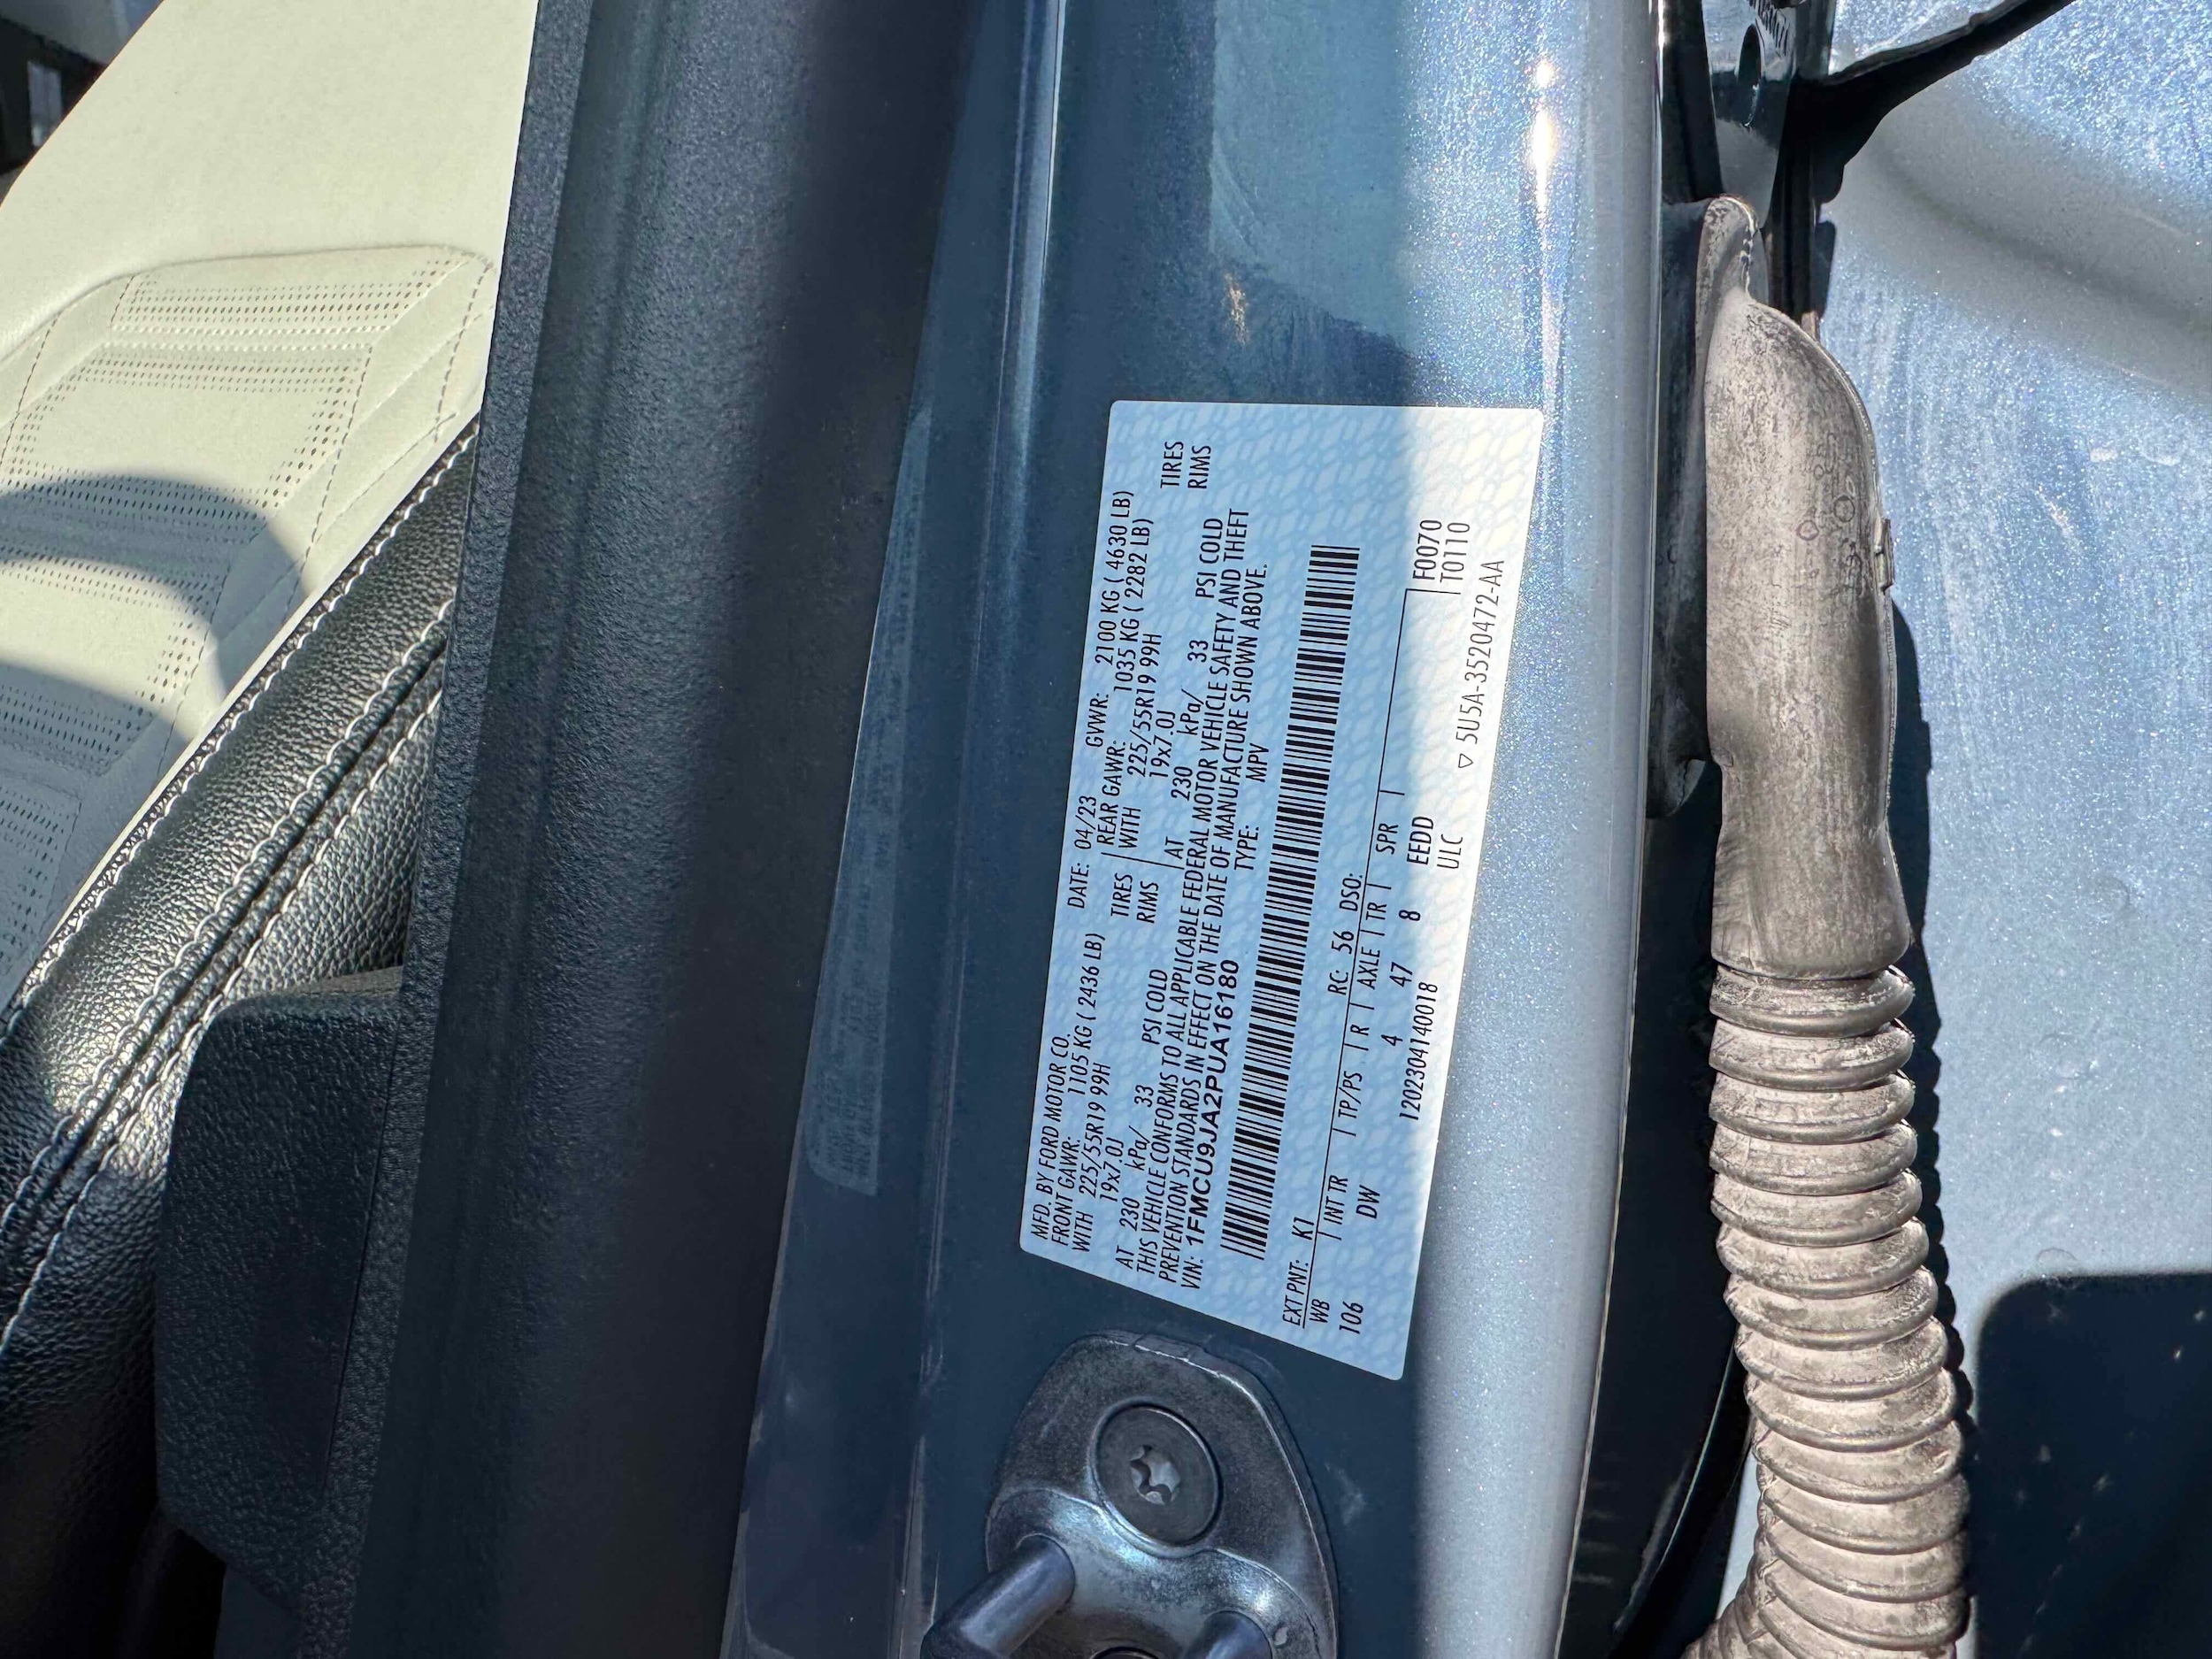 MFD. BY FORD MOTOR CO. DATE: 04/23 GVWR: 2100 KG ( 4630 LB)
FRONT GAWR: 1105 KG ( 2436 LB) REAR GAWR: 1035 KG ( 2282 LB)
WITH 225/55R19 99H TIRES WITH 225/55R19 99H TIRES
19x7.0J RIMS 19x7.0J RIMS
AT 230 kPa/ 33 PSI COLD AT 230 kPa/ 33 PSI COLD
THIS VEHICLE CONFORMS TO ALL APPLICABLE FEDERAL MOTOR VEHICLE SAFETY AND THEFT
PREVENTION STANDARDS IN EFFECT ON THE DATE OF MANUFACTURE SHOWN ABOVE.
VIN: 1FMCU9JA2PUA16180 TYPE: MPV
EXT PNT: K1 RC: 56 DSO:
WB INT TR TP/PS R AXLE TR SPR
106 DW 4 47 8 EEDD F0070
1202304140018 ULC T0110
▽ 5U5A-3520472-AA